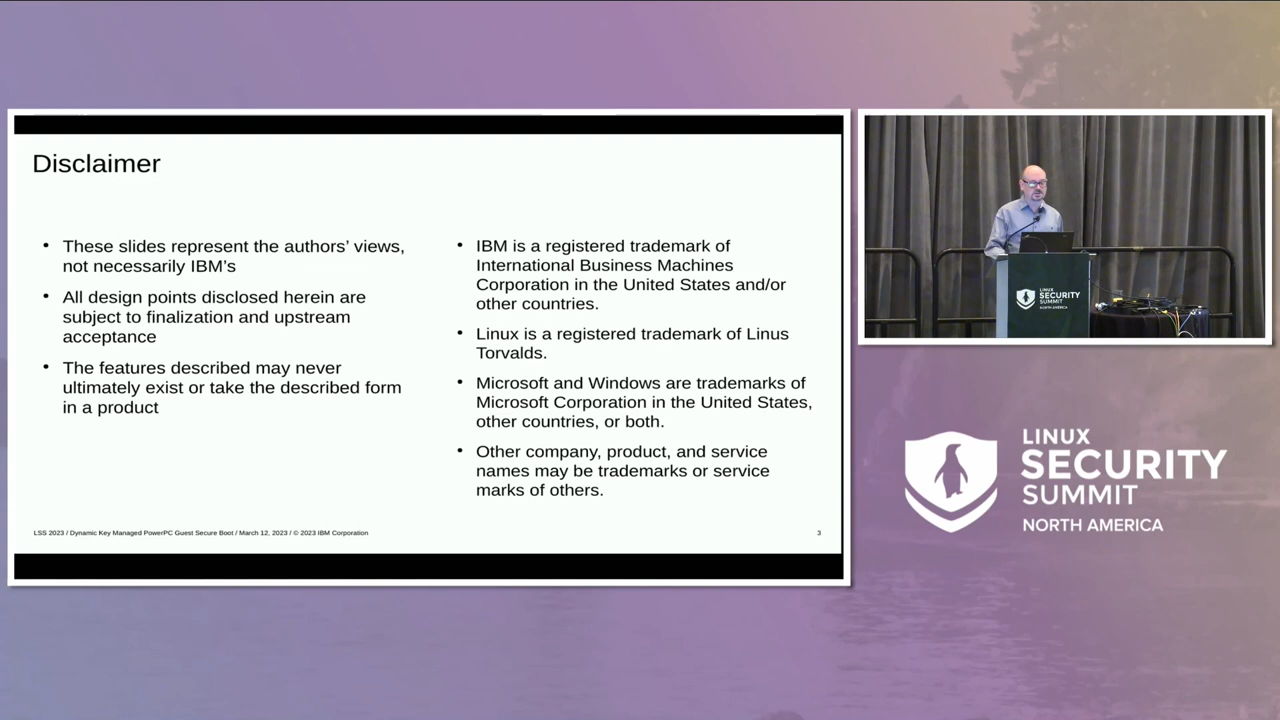 Disclaimer
• These slides represent the authors’ views,
not necessarily IBM’s
• All design points disclosed herein are
subject to finalization and upstream
acceptance
• The features described may never
ultimately exist or take the described form
in a product
• IBM is a registered trademark of
International Business Machines
Corporation in the United States and/or
other countries.
• Linux is a registered trademark of Linus
Torvalds.
• Microsoft and Windows are trademarks of
Microsoft Corporation in the United States,
other countries, or both.
• Other company, product, and service
names may be trademarks or service
marks of others.
LSS 2023 / Dynamic Key Managed PowerPC Guest Secure Boot / March 12, 2023 / © 2023 IBM Corporation
3
LINUX
SECURITY
SUMMIT
NORTH AMERICA
LINUX
SECURITY
SUMMIT
NORTH AMERICA